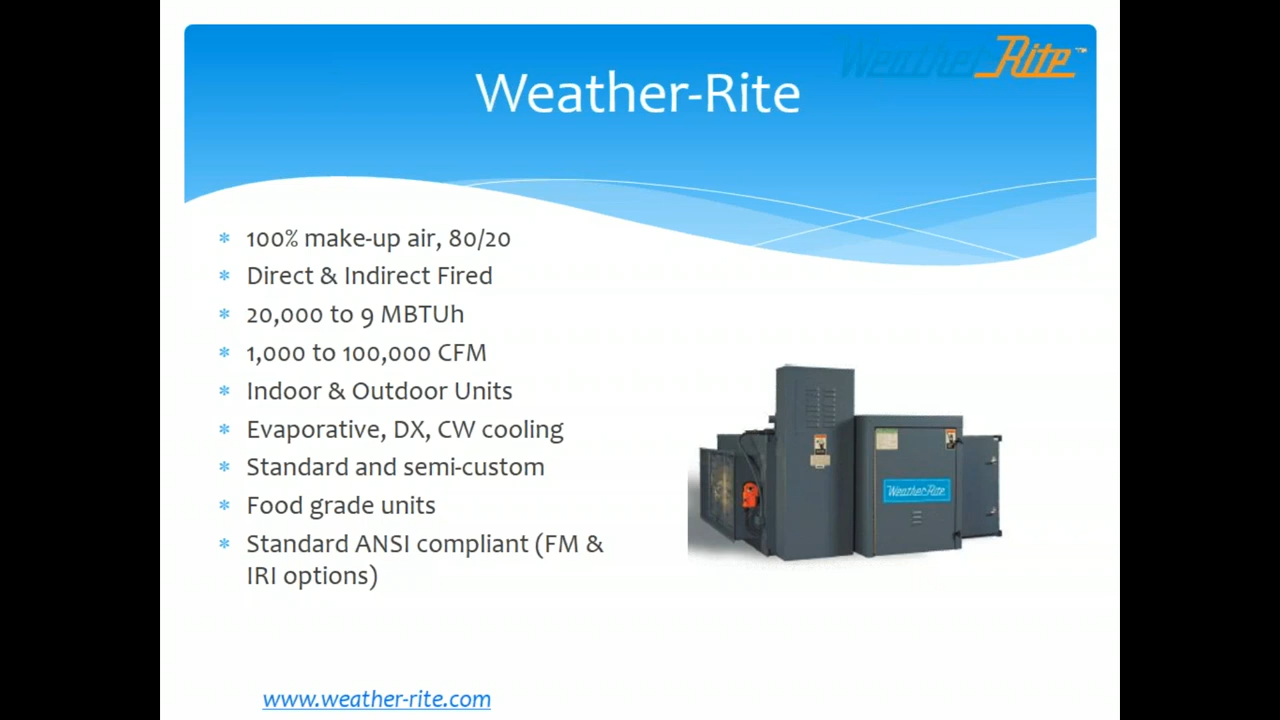 Weather-Rite™
Weather-Rite
100% make-up air, 80/20
Direct & Indirect Fired
20,000 to 9 MBTUh
1,000 to 100,000 CFM
Indoor & Outdoor Units
Evaporative, DX, CW cooling
Standard and semi-custom
Food grade units
Standard ANSI compliant (FM &
IRI options)
Weather-Rite
www.weather-rite.com